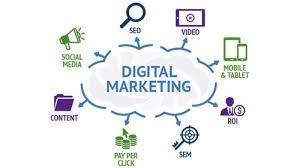 SEO
VIDEO
SOCIAL
MEDIA
MOBILE
& TABLET
DIGITAL
MARKETING
CONTENT
ROI
PAY PER
CLICK
SEM